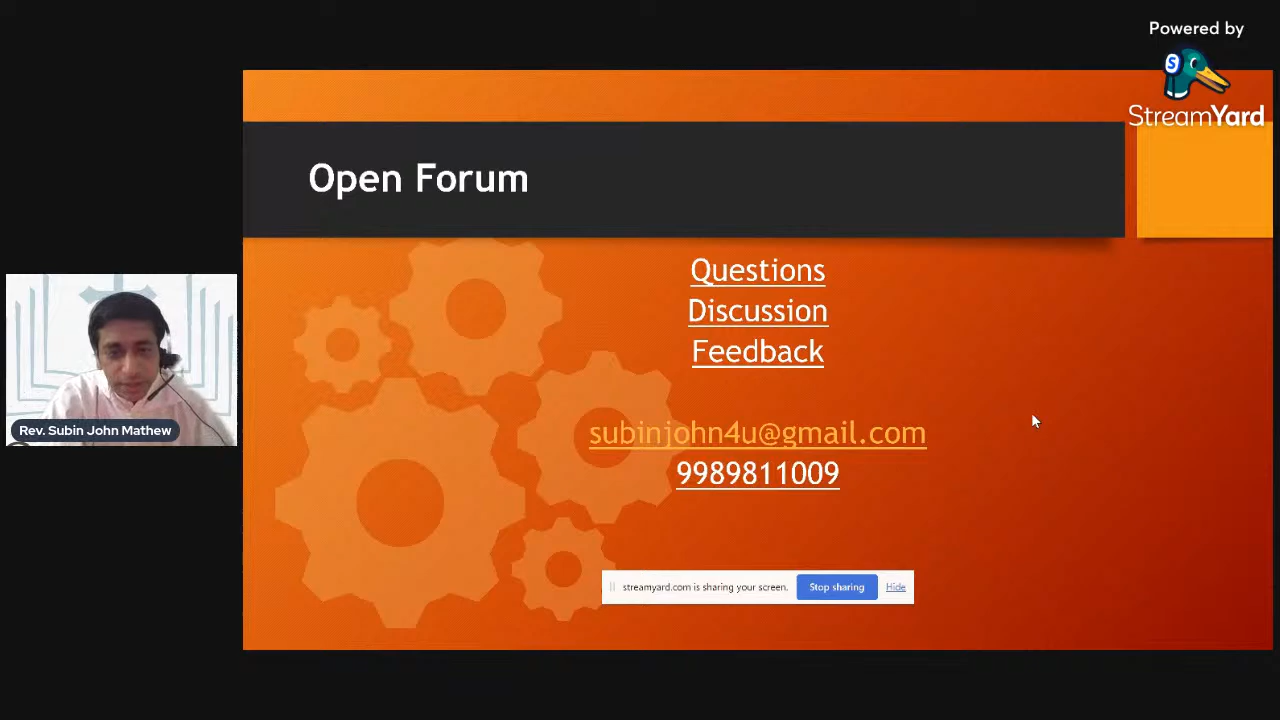 Powered by
StreamYard
Open Forum
Questions
Discussion
Feedback
subinjohn4u@gmail.com
9989811009
Rev. Subin John Mathew
streamyard.com is sharing your screen. Stop sharing Hide